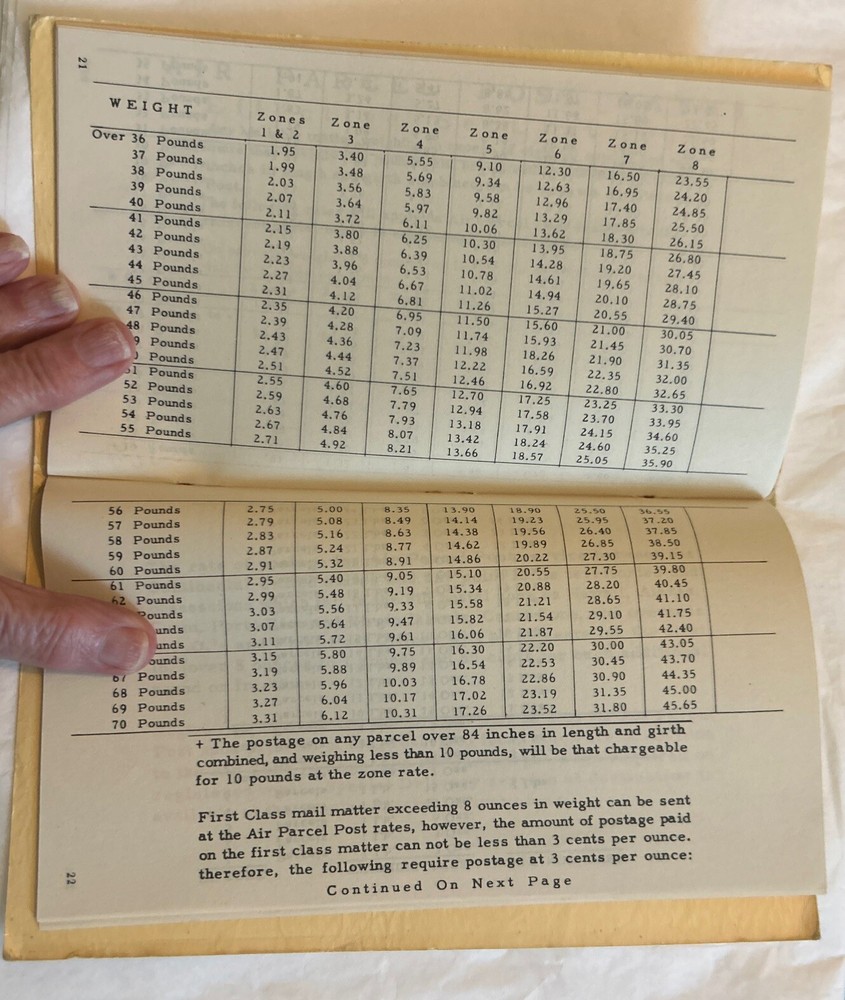 21
WEIGHT Zones 1 & 2 Zone 3 Zone 4 Zone 5 Zone 6 Zone 7 Zone 8
Over 36 Pounds 1.95 3.40 5.55 9.10 12.30 16.50 23.55
37 Pounds 1.99 3.48 5.69 9.34 12.63 16.95 24.20
38 Pounds 2.03 3.56 5.83 9.58 12.96 17.40 24.85
39 Pounds 2.07 3.64 5.97 9.82 13.29 17.85 25.50
40 Pounds 2.11 3.72 6.11 10.06 13.62 18.30 26.15
41 Pounds 2.15 3.80 6.25 10.30 13.95 18.75 26.80
42 Pounds 2.19 3.88 6.39 10.54 14.28 19.20 27.45
43 Pounds 2.23 3.96 6.53 10.78 14.61 19.65 28.10
44 Pounds 2.27 4.04 6.67 11.02 14.94 20.10 28.75
45 Pounds 2.31 4.12 6.81 11.26 15.27 20.55 29.40
46 Pounds 2.35 4.20 6.95 11.50 15.60 21.00 30.05
47 Pounds 2.39 4.28 7.09 11.74 15.93 21.45 30.70
48 Pounds 2.43 4.36 7.23 11.98 18.26 21.90 31.35
Pounds 2.47 4.44 7.37 12.22 16.59 22.35 32.00
Pounds 2.51 4.52 7.51 12.46 16.92 22.80 32.65
51 Pounds 2.55 4.60 7.65 12.70 17.25 23.25 33.30
52 Pounds 2.59 4.68 7.79 12.94 17.58 23.70 33.95
53 Pounds 2.63 4.76 7.93 13.18 17.91 24.15 34.60
54 Pounds 2.67 4.84 8.07 13.42 18.24 24.60 35.25
55 Pounds 2.71 4.92 8.21 13.66 18.57 25.05 35.90
56 Pounds 2.75 5.00 8.35 13.90 18.90 25.50 36.55
57 Pounds 2.79 5.08 8.49 14.14 19.23 25.95 37.20
58 Pounds 2.83 5.16 8.63 14.38 19.56 26.40 37.85
59 Pounds 2.87 5.24 8.77 14.62 19.89 26.85 38.50
60 Pounds 2.91 5.32 8.91 14.86 20.22 27.30 39.15
61 Pounds 2.95 5.40 9.05 15.10 20.55 27.75 39.80
62 Pounds 2.99 5.48 9.19 15.34 20.88 28.20 40.45
Pounds 3.03 5.56 9.33 15.58 21.21 28.65 41.10
unds 3.07 5.64 9.47 15.82 21.54 29.10 41.75
unds 3.11 5.72 9.61 16.06 21.87 29.55 42.40
ounds 3.15 5.80 9.75 16.30 22.20 30.00 43.05
67 Pounds 3.19 5.88 9.89 16.54 22.53 30.45 43.70
68 Pounds 3.23 5.96 10.03 16.78 22.86 30.90 44.35
69 Pounds 3.27 6.04 10.17 17.02 23.19 31.35 45.00
70 Pounds 3.31 6.12 10.31 17.26 23.52 31.80 45.65
+ The postage on any parcel over 84 inches in length and girth
combined, and weighing less than 10 pounds, will be that chargeable
for 10 pounds at the zone rate.
First Class mail matter exceeding 8 ounces in weight can be sent
at the Air Parcel Post rates, however, the amount of postage paid
on the first class matter can not be less than 3 cents per ounce.
therefore, the following require postage at 3 cents per ounce:
Continued On Next Page
22